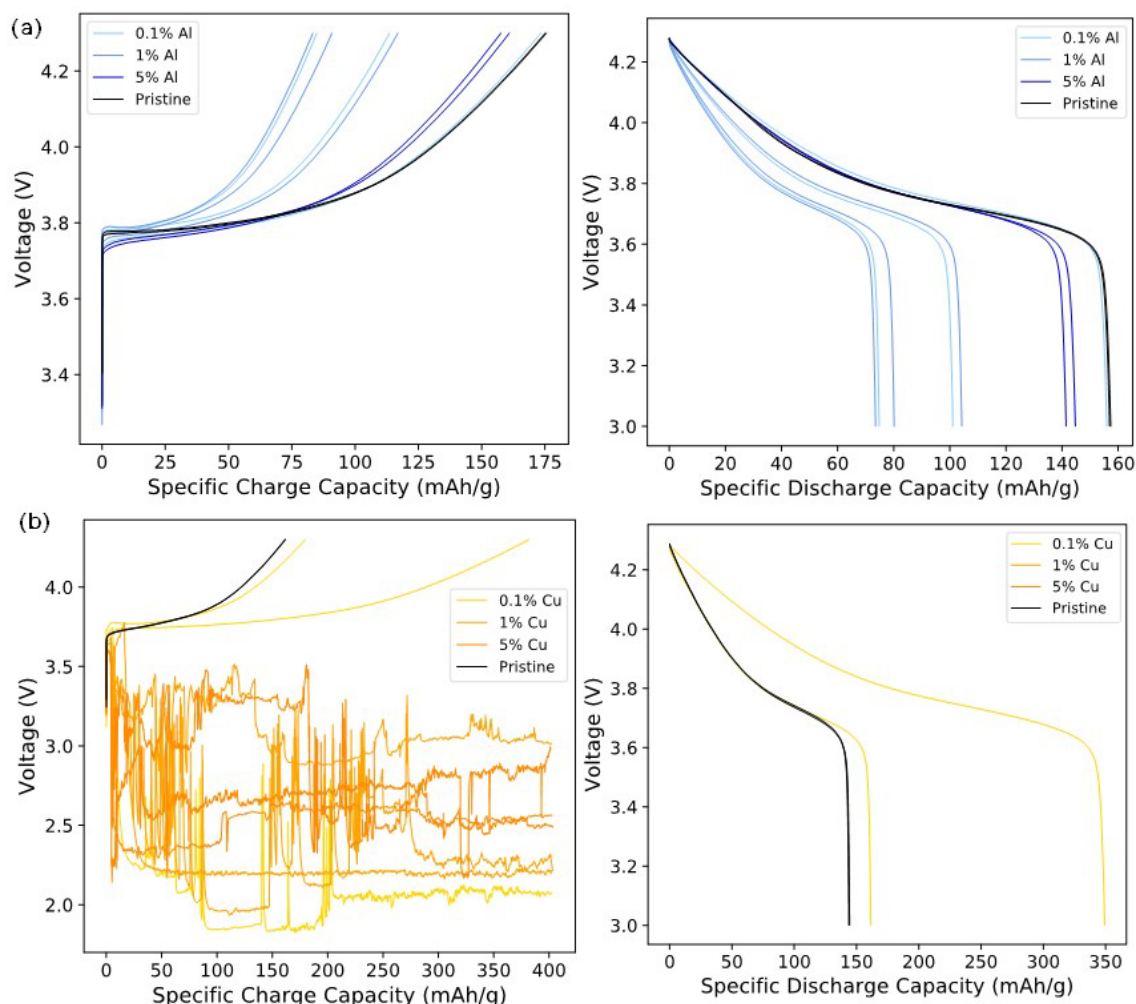 (a)
0.1% Al
1% Al
5% Al
Pristine
4.2
4.0
3.8
3.6
3.4
Voltage (V)
0 25 50 75 100 125 150 175
Specific Charge Capacity (mAh/g)
0.1% Al
1% Al
5% Al
Pristine
4.2
4.0
3.8
3.6
3.4
3.2
3.0
Voltage (V)
0 20 40 60 80 100 120 140 160
Specific Discharge Capacity (mAh/g)
(b)
0.1% Cu
1% Cu
5% Cu
Pristine
4.0
3.5
3.0
2.5
2.0
Voltage (V)
0 50 100 150 200 250 300 350 400
Specific Charge Capacity (mAh/g)
0.1% Cu
1% Cu
5% Cu
Pristine
4.2
4.0
3.8
3.6
3.4
3.2
3.0
Voltage (V)
0 50 100 150 200 250 300 350
Specific Discharge Capacity (mAh/g)